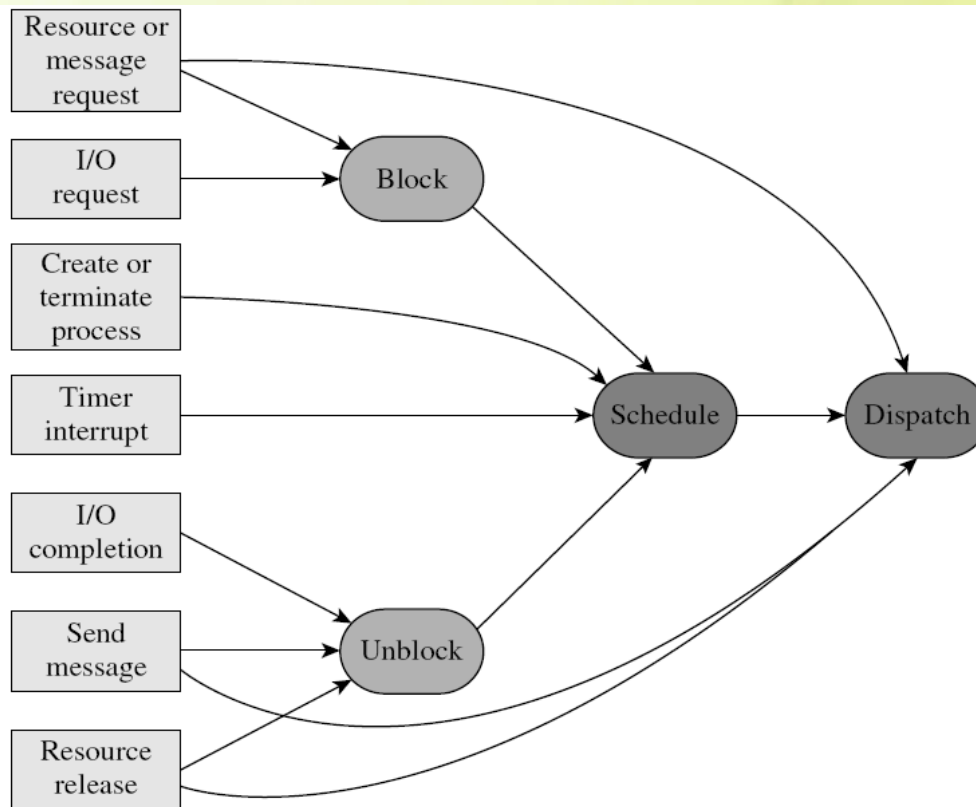 Resource or
message
request
I/O
request
Block
Create or
terminate
process
Timer
interrupt
Schedule
Dispatch
I/O
completion
Send
message
Unblock
Resource
release